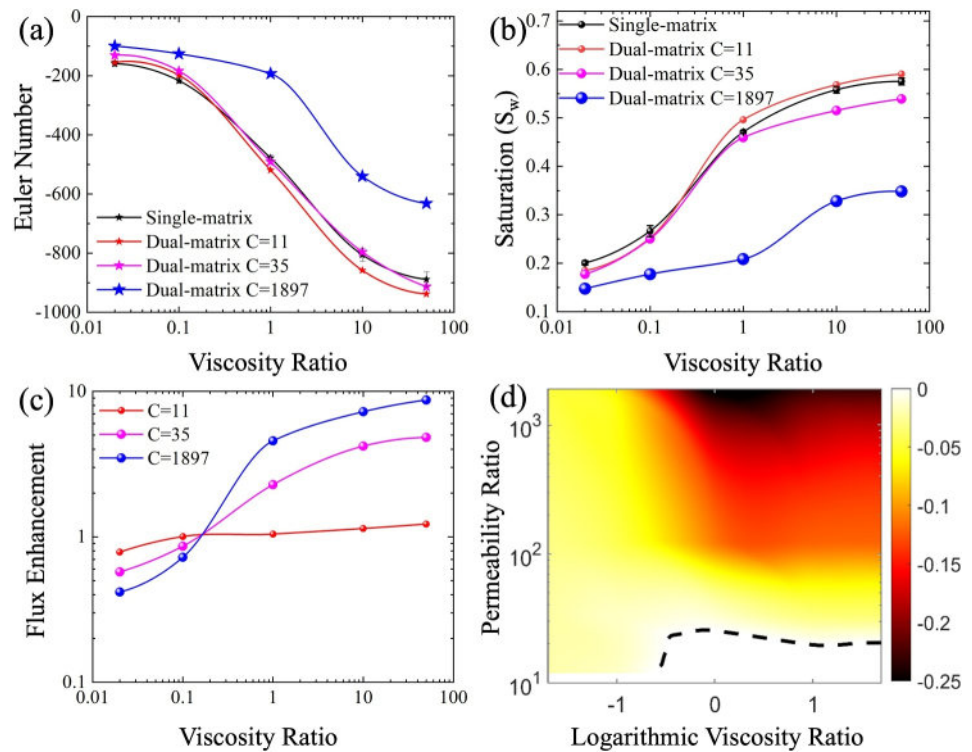 (a)
0
-200
-400
-600
-800
-1000
Euler Number
Single-matrix
Dual-matrix C=11
Dual-matrix C=35
Dual-matrix C=1897
0.01 0.1 1 10 100
Viscosity Ratio
(b)
0.7
0.6
0.5
0.4
0.3
0.2
0.1
Saturation (Sw)
Single-matrix
Dual-matrix C=11
Dual-matrix C=35
Dual-matrix C=1897
0.01 0.1 1 10 100
Viscosity Ratio
(c)
10
1
0.1
Flux Enhancement
C=11
C=35
C=1897
0.01 0.1 1 10 100
Viscosity Ratio
(d)
10³
10²
10¹
Permeability Ratio
-1 0 1
Logarithmic Viscosity Ratio
0
-0.05
-0.1
-0.15
-0.2
-0.25